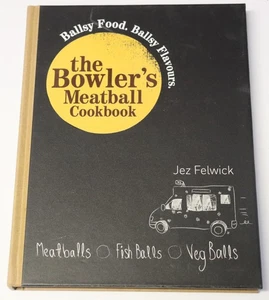 Ballsy Food. Ballsy Flavours.
the
Bowler's
Meatball
Cookbook
Jez Felwick
Meatballs Fish Balls Veg Balls